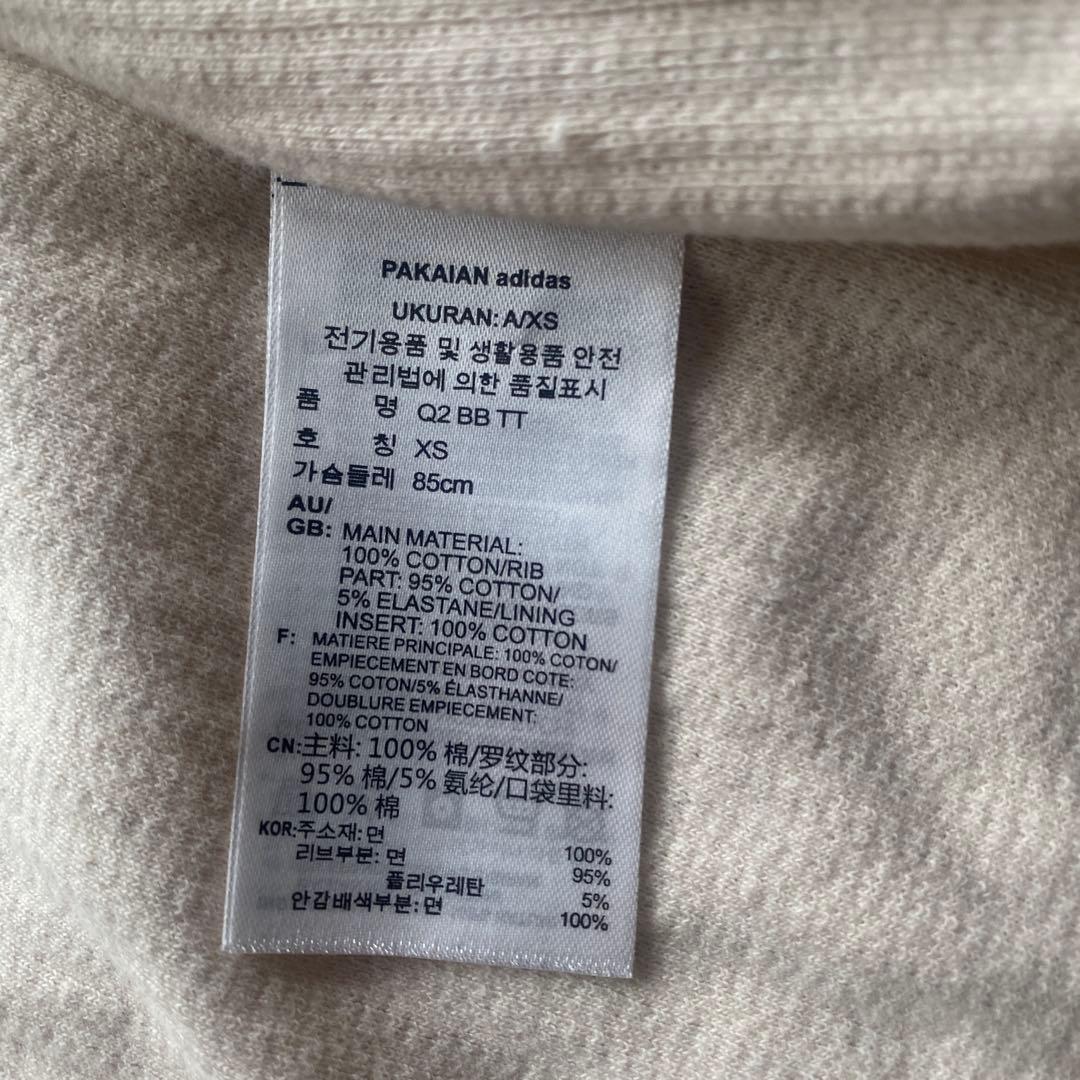 PAKAIAN adidas
UKURAN: A/XS
전기용품 및 생활용품 안전
관리법에 의한 품질표시
품 명 Q2 BB TT
호 칭 XS
가슴둘레 85cm
AU/
GB: MAIN MATERIAL:
100% COTTON/RIB
PART: 95% COTTON/
5% ELASTANE/LINING
INSERT: 100% COTTON
F: MATIERE PRINCIPALE: 100% COTON/
EMPIECEMENT EN BORD COTE:
95% COTON/5% ÉLASTHANNE/
DOUBLURE EMPIECEMENT:
100% COTTON
CN:主料: 100% 棉/罗纹部分:
95% 棉/5% 氨纶/口袋里料:
100% 棉
KOR:주소재: 면 100%
리브부분: 면 95%
폴리우레탄 5%
안감배색부분: 면 100%